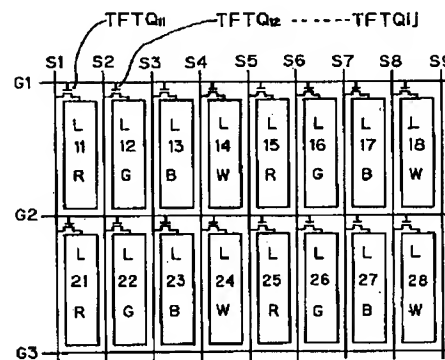 TFTQ11 TFTQ12 ------ TFTQij
S1 S2 S3 S4 S5 S6 S7 S8 S9
G1
L L L L L L L L
11 12 13 14 15 16 17 18
R G B W R G B W
G2
L L L L L L L L
21 22 23 24 25 26 27 28
R G B W R G B W
G3